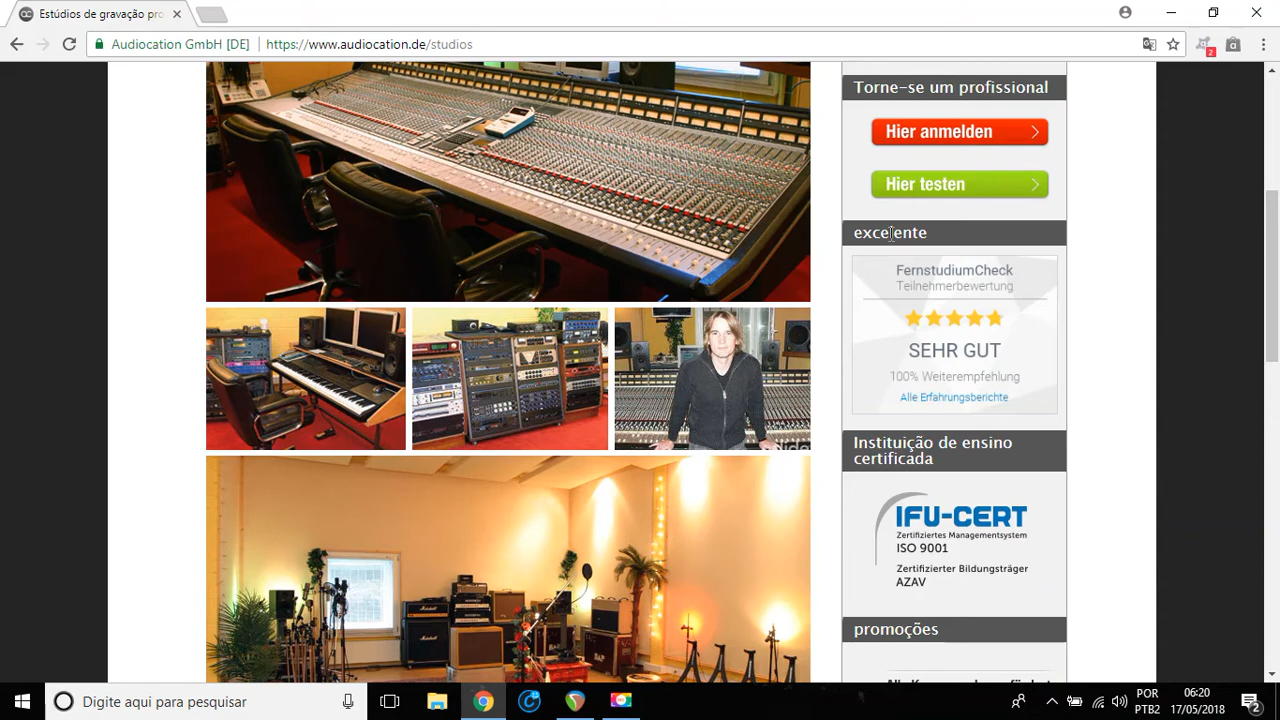 Estúdios de gravação pro
Audiocation GmbH [DE]
https://www.audiocation.de/studios
2
Torne-se um profissional
Hier anmelden
Hier testen
excelente
FernstudiumCheck
Teilnehmerbewertung
SEHR GUT
100% Weiterempfehlung
Alle Erfahrungsberichte
Instituição de ensino
certificada
IFU-CERT
Zertifiziertes Managementsystem
ISO 9001
Zertifizierter Bildungsträger
AZAV
promoções
Digite aqui para pesquisar
POR
PTB2
06:20
17/05/2018
2